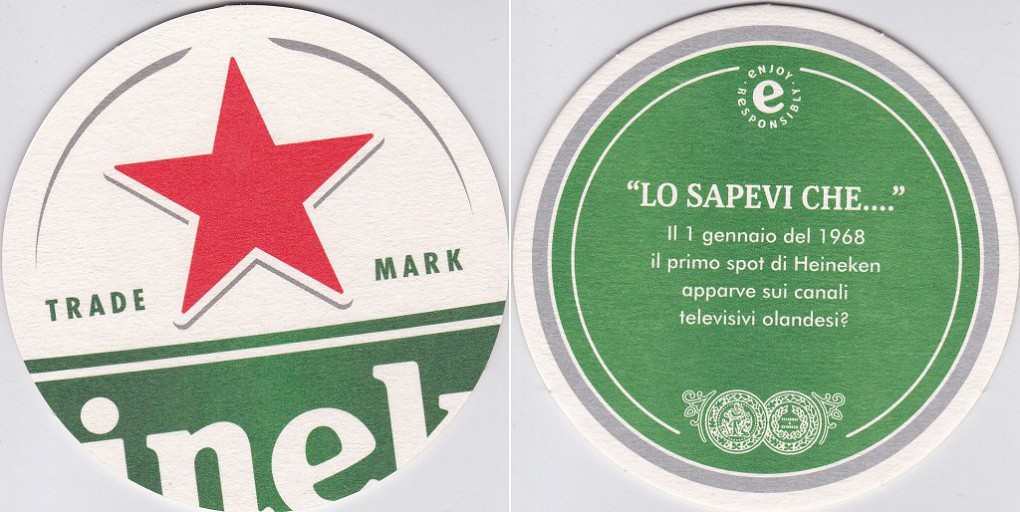 TRADE MARK
inek
ENJOY RESPONSIBLY
e
“LO SAPEVI CHE....”
Il 1 gennaio del 1968
il primo spot di Heineken
apparve sui canali
televisivi olandesi?